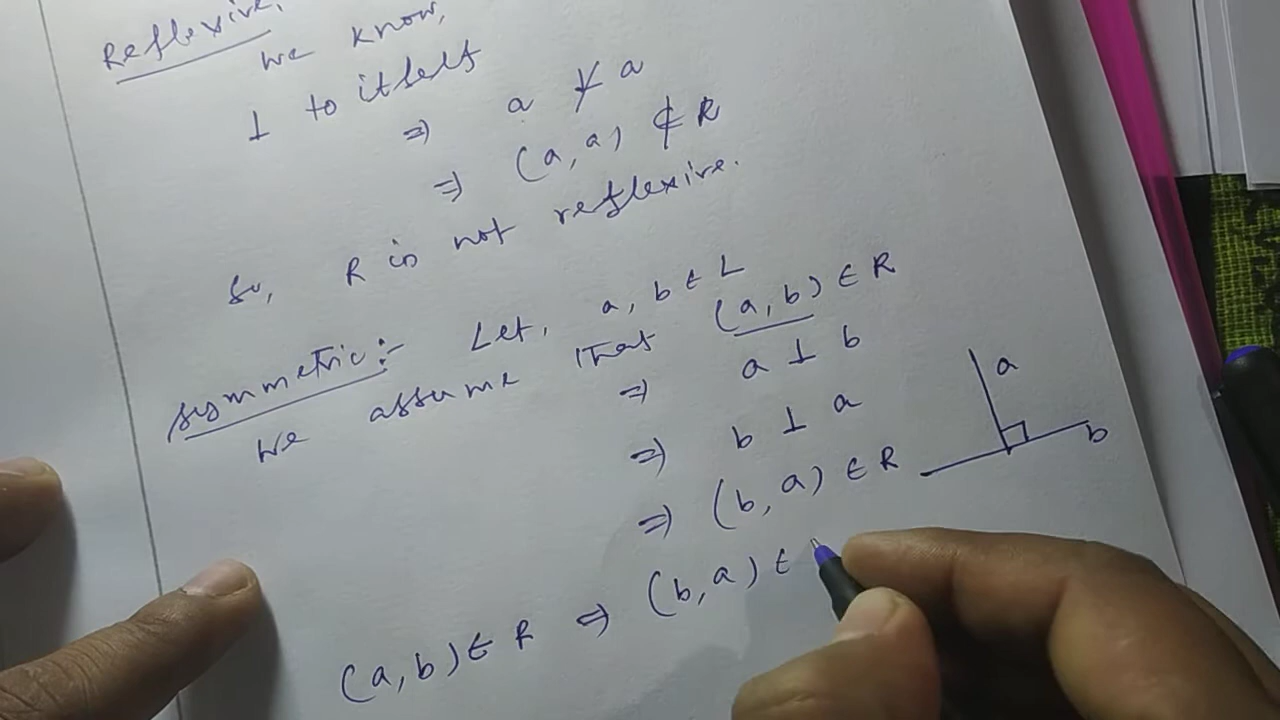 Reflexive.
We know,
⊥ to itself
⇒ a ⊥̸ a
⇒ (a, a) ∉ R
So, R is not reflexive.
Symmetric:- Let, a, b ∈ L
We assume that (a, b) ∈ R
⇒ a ⊥ b
⇒ b ⊥ a
⇒ (b, a) ∈ R
(a, b) ∈ R ⇒ (b, a) ∈
a
b